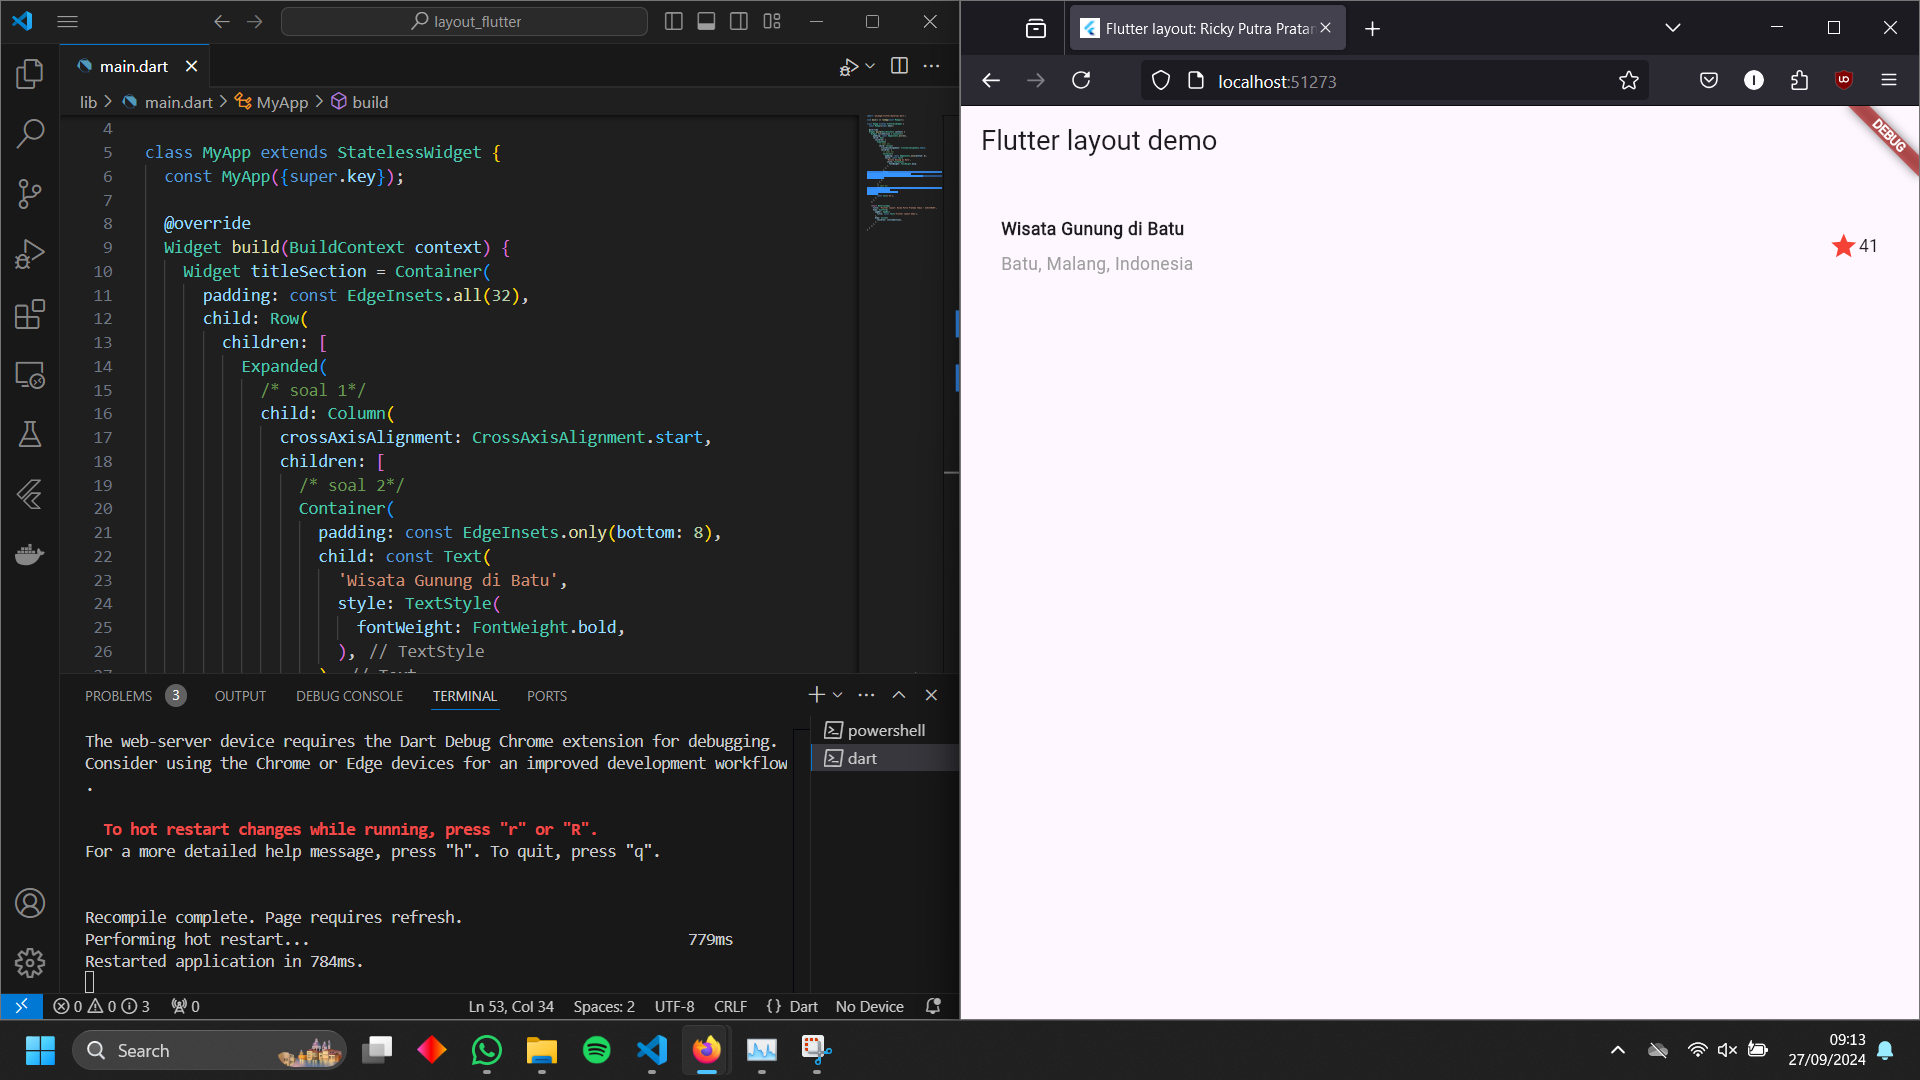 layout_flutter
main.dart
lib > main.dart > MyApp > build
4
5 class MyApp extends StatelessWidget {
6 const MyApp({super.key});
7
8 @override
9 Widget build(BuildContext context) {
10 Widget titleSection = Container(
11 padding: const EdgeInsets.all(32),
12 child: Row(
13 children: [
14 Expanded(
15 /* soal 1*/
16 child: Column(
17 crossAxisAlignment: CrossAxisAlignment.start,
18 children: [
19 /* soal 2*/
20 Container(
21 padding: const EdgeInsets.only(bottom: 8),
22 child: const Text(
23 'Wisata Gunung di Batu',
24 style: TextStyle(
25 fontWeight: FontWeight.bold,
26 ), // TextStyle
27 ), // Text
PROBLEMS 3 OUTPUT DEBUG CONSOLE TERMINAL PORTS
The web-server device requires the Dart Debug Chrome extension for debugging.
Consider using the Chrome or Edge devices for an improved development workflow
.
To hot restart changes while running, press "r" or "R".
For a more detailed help message, press "h". To quit, press "q".
Recompile complete. Page requires refresh.
Performing hot restart... 779ms
Restarted application in 784ms.
powershell
dart
0 0 3 0 Ln 53, Col 34 Spaces: 2 UTF-8 CRLF {} Dart No Device
Flutter layout: Ricky Putra Pratan
localhost:51273
Flutter layout demo
DEBUG
Wisata Gunung di Batu
Batu, Malang, Indonesia
41
Search
09:13
27/09/2024